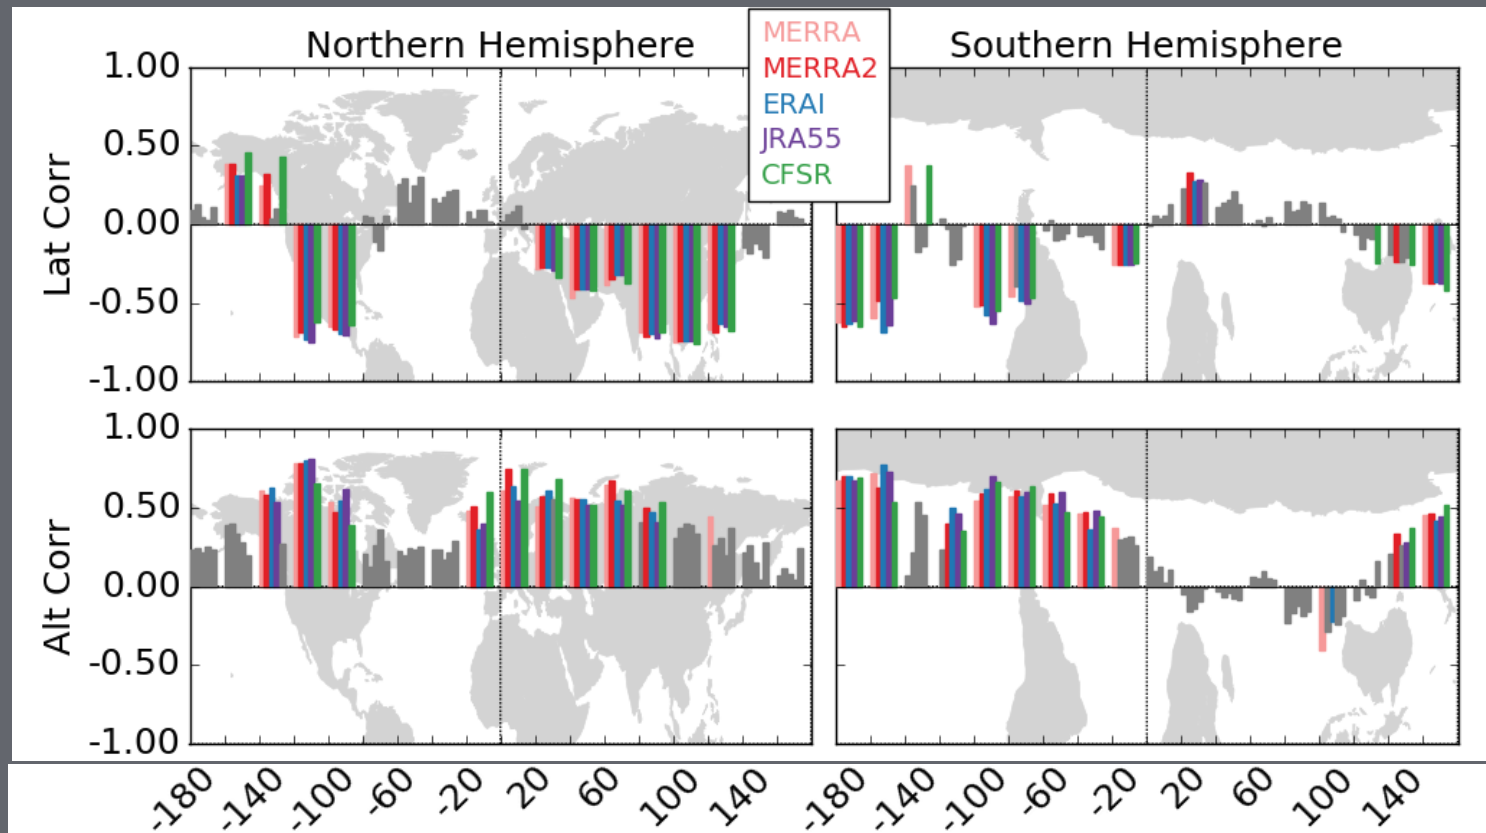 Northern Hemisphere
MERRA
MERRA2
ERAI
JRA55
CFSR
Southern Hemisphere
Lat Corr
1.00
0.50
0.00
-0.50
-1.00
Alt Corr
1.00
0.50
0.00
-0.50
-1.00
-180 -140 -100 -60 -20 20 60 100 140
-180 -140 -100 -60 -20 20 60 100 140